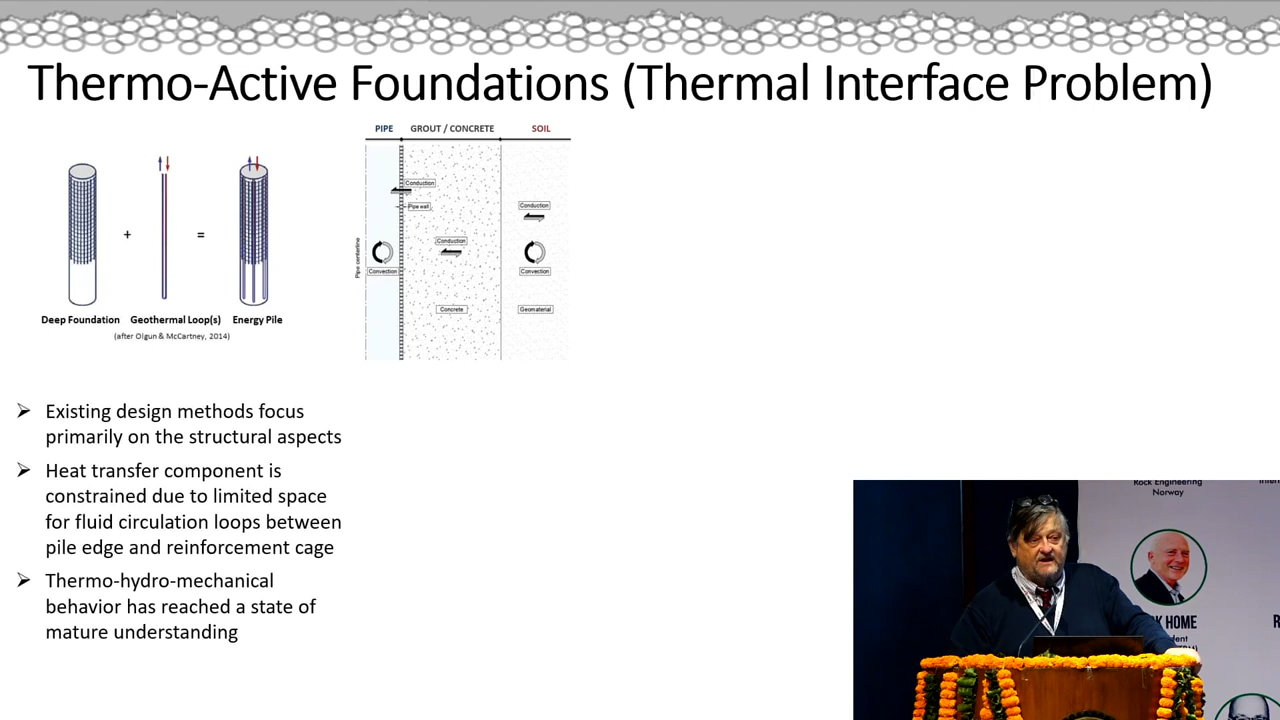 Thermo-Active Foundations (Thermal Interface Problem)
PIPE GROUT / CONCRETE SOIL
Conduction
Pipe wall
Conduction
Conduction
Pipe centerline
Convection
Convection
Concrete
Geomaterial
+ =
Deep Foundation Geothermal Loop(s) Energy Pile
(after Olgun & McCartney, 2014)
➢ Existing design methods focus
primarily on the structural aspects
➢ Heat transfer component is
constrained due to limited space
for fluid circulation loops between
pile edge and reinforcement cage
➢ Thermo-hydro-mechanical
behavior has reached a state of
mature understanding
Rock Engineering
Norway
HOME